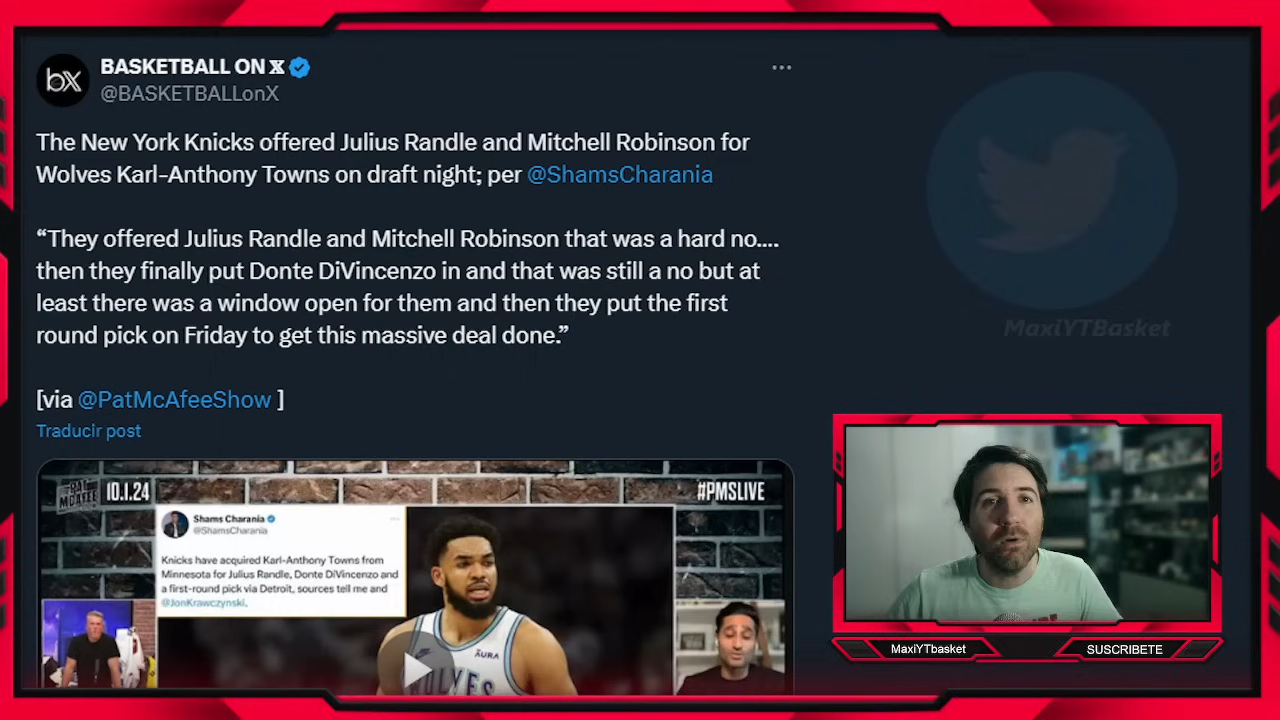 bx
BASKETBALL ON X
@BASKETBALLonX
The New York Knicks offered Julius Randle and Mitchell Robinson for
Wolves Karl-Anthony Towns on draft night; per @ShamsCharania
“They offered Julius Randle and Mitchell Robinson that was a hard no....
then they finally put Donte DiVincenzo in and that was still a no but at
least there was a window open for them and then they put the first
round pick on Friday to get this massive deal done.”
[via @PatMcAfeeShow ]
Traducir post
MaxiYTBasket
PAT
MCAFEE
10.1.24
#PMSLIVE
Shams Charania
@ShamsCharania
Knicks have acquired Karl-Anthony Towns from
Minnesota for Julius Randle, Donte DiVincenzo and
a first-round pick via Detroit, sources tell me and
@JonKrawczynski.
AURA
WOLVES
MaxiYTbasket
SUSCRIBETE